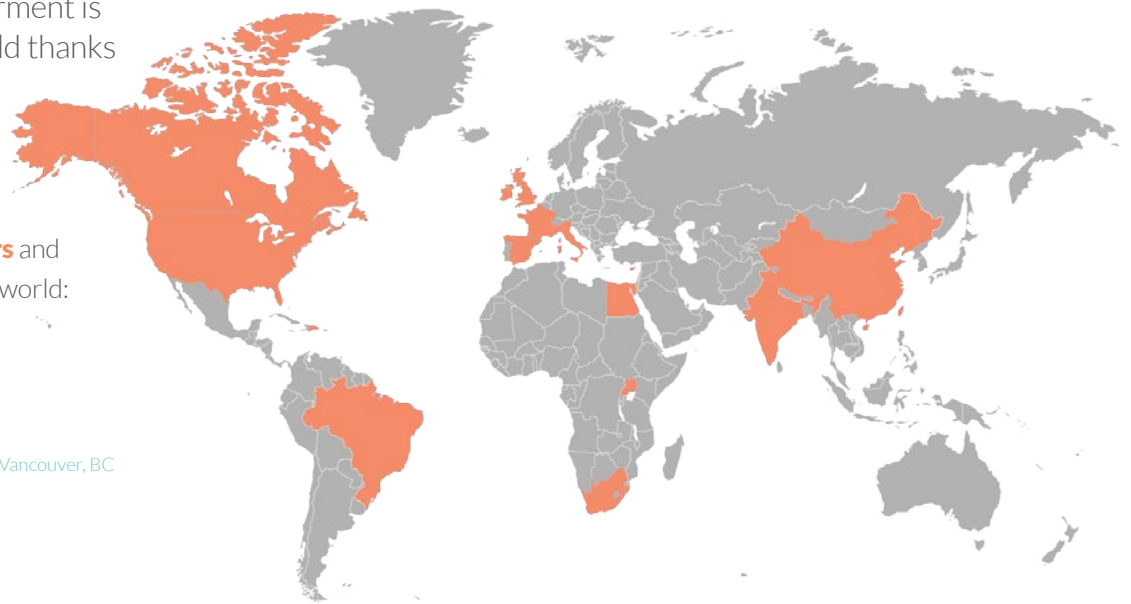 rment is
ld thanks
rs and
world:
Vancouver, BC